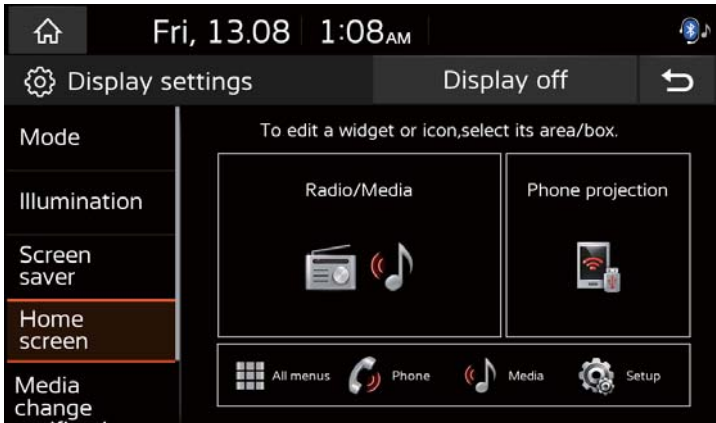 Fri, 13.08 1:08AM
Display settings
Display off
Mode
Illumination
Screen
saver
Home
screen
Media
change
To edit a widget or icon,select its area/box.
Radio/Media
Phone projection
All menus
Phone
Media
Setup